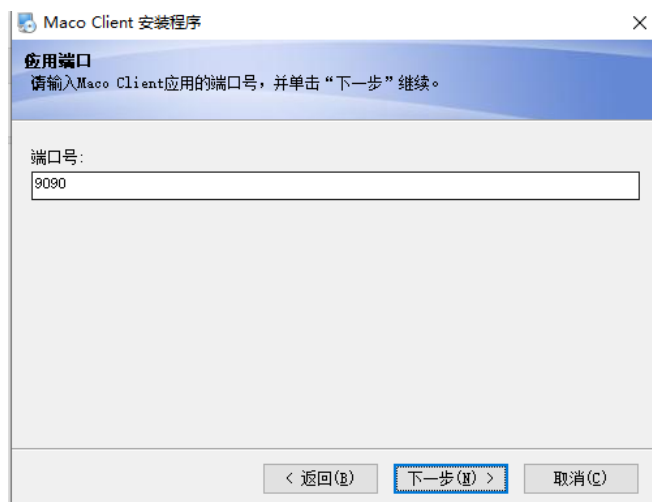 Maco Client 安装程序
应用端口
请输入Maco Client应用的端口号，并单击“下一步”继续。
端口号:
9090
< 返回(B)
下一步(N) >
取消(C)